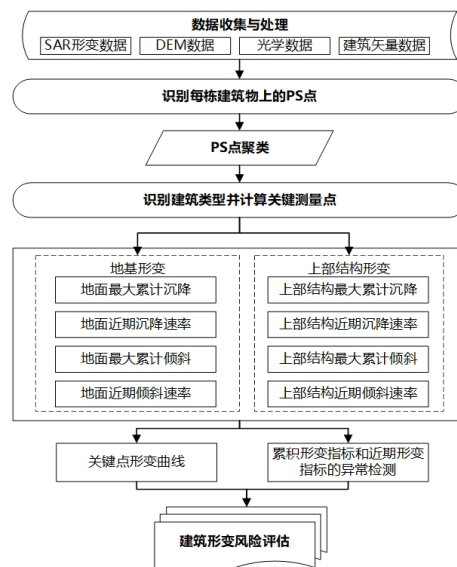 数据收集与处理
SAR形变数据
DEM数据
光学数据
建筑矢量数据
识别每栋建筑物上的PS点
PS点聚类
识别建筑类型并计算关键测量点
地基形变
地面最大累计沉降
地面近期沉降速率
地面最大累计倾斜
地面近期倾斜速率
上部结构形变
上部结构最大累计沉降
上部结构近期沉降速率
上部结构最大累计倾斜
上部结构近期倾斜速率
关键点形变曲线
累积形变指标和近期形变
指标的异常检测
建筑形变风险评估